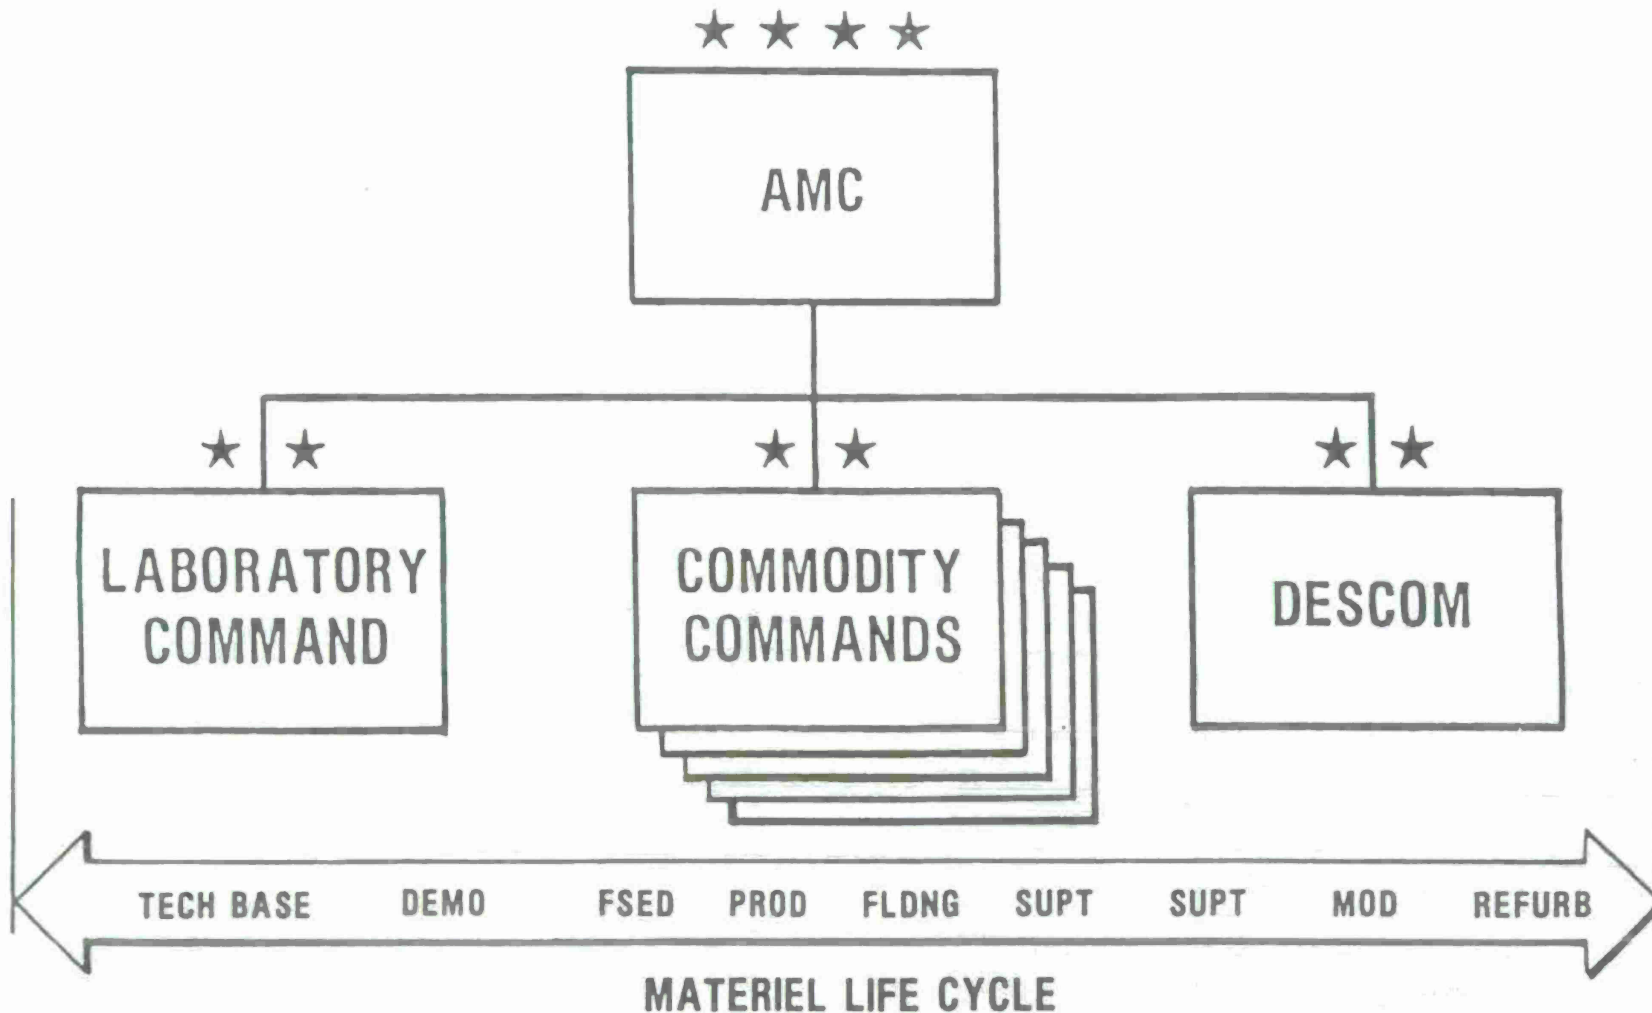 AMC
LABORATORY
COMMAND
COMMODITY
COMMANDS
DESCOM
TECH BASE DEMO FSED PROD FLDNG SUPT SUPT MOD REFURB
MATERIEL LIFE CYCLE